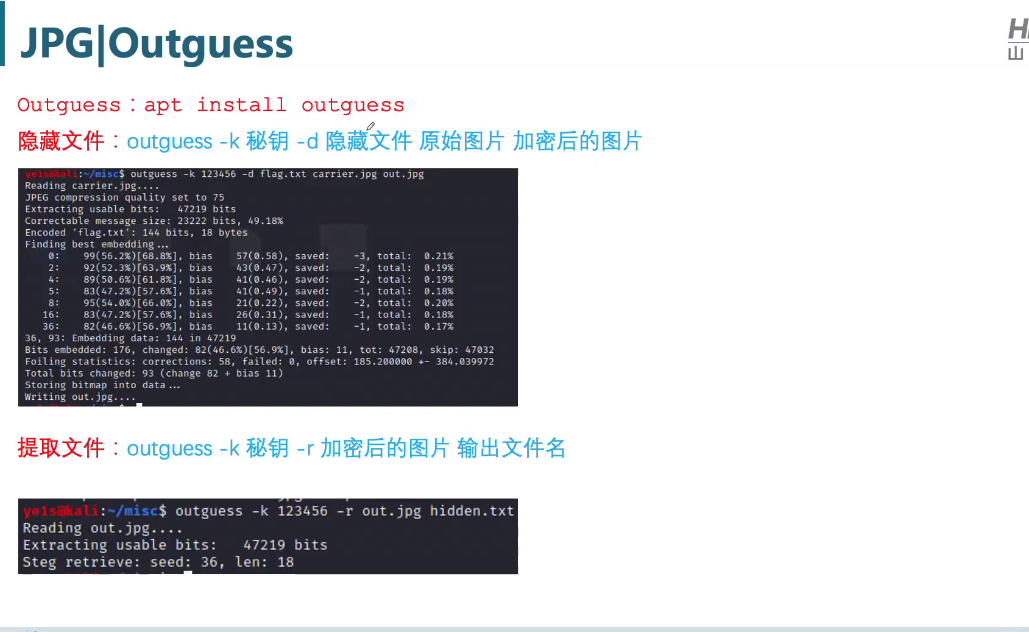 JPG|Outguess
Outguess：apt install outguess
隐藏文件：outguess -k 秘钥 -d 隐藏文件 原始图片 加密后的图片
ye1s@kali:~/misc$ outguess -k 123456 -d flag.txt carrier.jpg out.jpg
Reading carrier.jpg....
JPEG compression quality set to 75
Extracting usable bits:   47219 bits
Correctable message size: 23222 bits, 49.18%
Encoded 'flag.txt': 144 bits, 18 bytes
Finding best embedding...
0:    99(56.2%)[68.8%], bias    57(0.58), saved:    -3, total:  0.21%
2:    92(52.3%)[63.9%], bias    43(0.47), saved:    -2, total:  0.19%
4:    89(50.6%)[61.8%], bias    41(0.46), saved:    -2, total:  0.19%
5:    83(47.2%)[57.6%], bias    41(0.49), saved:    -1, total:  0.18%
8:    95(54.0%)[66.0%], bias    21(0.22), saved:    -2, total:  0.20%
16:    83(47.2%)[57.6%], bias    26(0.31), saved:    -1, total:  0.18%
36:    82(46.6%)[56.9%], bias    11(0.13), saved:    -1, total:  0.17%
36, 93: Embedding data: 144 in 47219
Bits embedded: 176, changed: 82(46.6%)[56.9%], bias: 11, tot: 47208, skip: 47032
Foiling statistics: corrections: 58, failed: 0, offset: 185.200000 +- 384.039972
Total bits changed: 93 (change 82 + bias 11)
Storing bitmap into data...
Writing out.jpg....
提取文件：outguess -k 秘钥 -r 加密后的图片 输出文件名
ye1s@kali:~/misc$ outguess -k 123456 -r out.jpg hidden.txt
Reading out.jpg....
Extracting usable bits:   47219 bits
Steg retrieve: seed: 36, len: 18